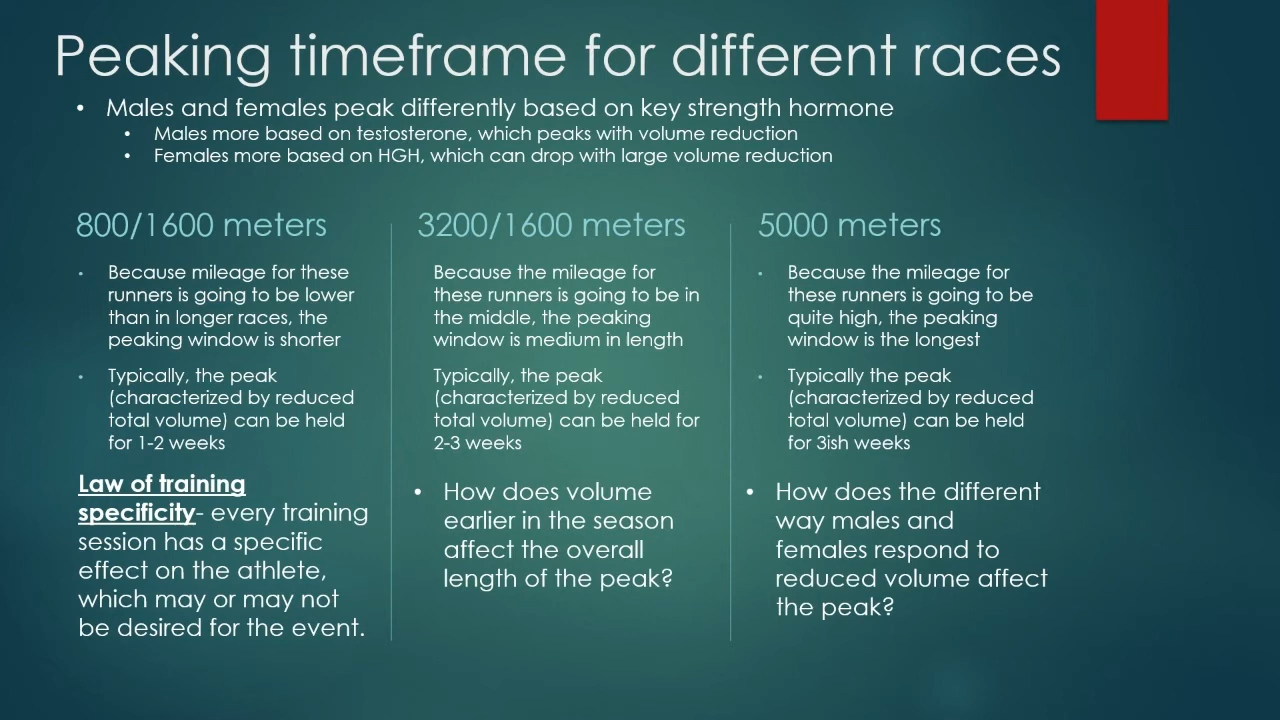 Peaking timeframe for different races
• Males and females peak differently based on key strength hormone
• Males more based on testosterone, which peaks with volume reduction
• Females more based on HGH, which can drop with large volume reduction
800/1600 meters
• Because mileage for these
runners is going to be lower
than in longer races, the
peaking window is shorter
• Typically, the peak
(characterized by reduced
total volume) can be held
for 1-2 weeks
Law of training
specificity- every training
session has a specific
effect on the athlete,
which may or may not
be desired for the event.
3200/1600 meters
Because the mileage for
these runners is going to be in
the middle, the peaking
window is medium in length
Typically, the peak
(characterized by reduced
total volume) can be held for
2-3 weeks
• How does volume
earlier in the season
affect the overall
length of the peak?
5000 meters
• Because the mileage for
these runners is going to be
quite high, the peaking
window is the longest
• Typically the peak
(characterized by reduced
total volume) can be held
for 3ish weeks
• How does the different
way males and
females respond to
reduced volume affect
the peak?